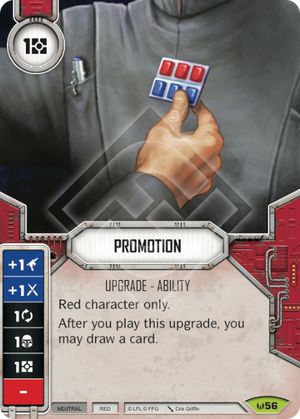 1
PROMOTION
UPGRADE - ABILITY
Red character only.
After you play this upgrade, you
may draw a card.
+1
+1
1
1
1
-
NEUTRAL RED © LFL © FFG Cris Griffin 56